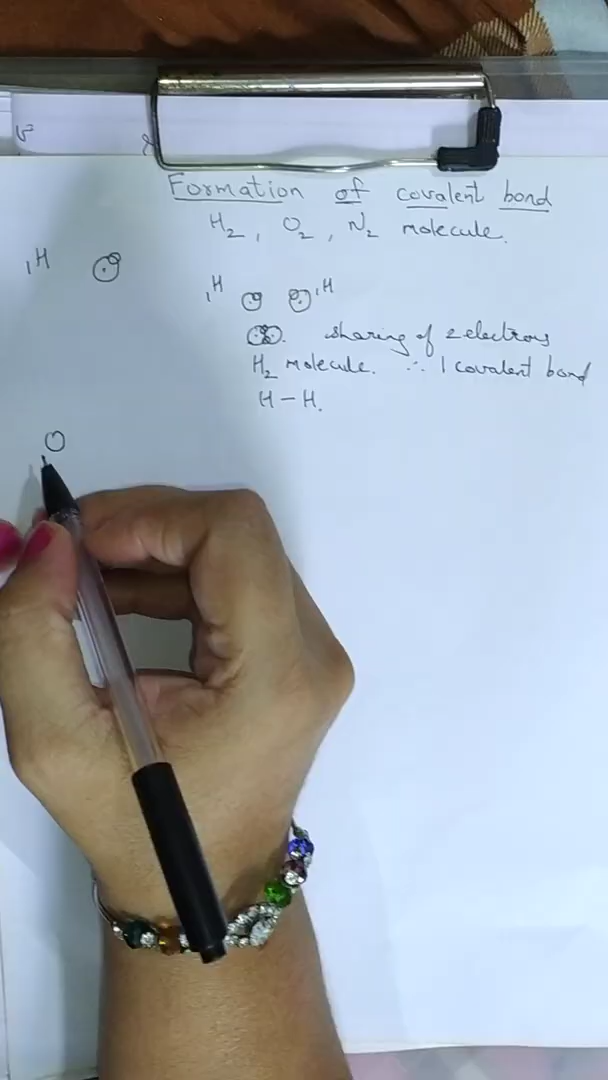 Formation of covalent bond
H₂, O₂, N₂ molecule.
₁H
₁H ₁H
sharing of 2 electrons
H₂ molecule. ∴ 1 covalent bond
H – H.
O